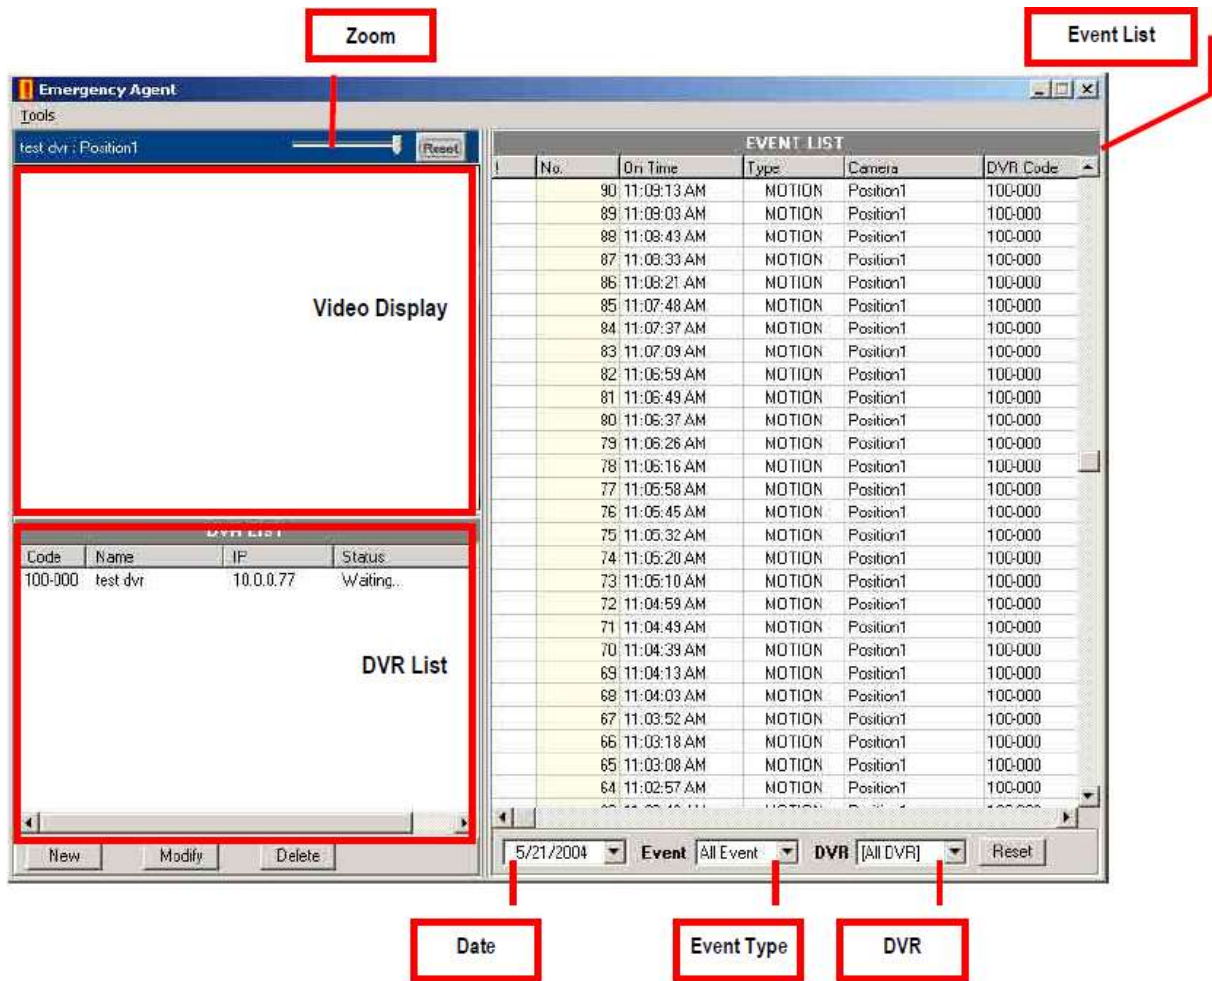 Zoom
Event List
Emergency Agent
Tools
test dvr : Position1 Reset
EVENT LIST
! No. On Time Type Camera DVR Code
90 11:09:13 AM MOTION Position1 100-000
89 11:09:03 AM MOTION Position1 100-000
88 11:08:43 AM MOTION Position1 100-000
87 11:08:33 AM MOTION Position1 100-000
86 11:08:21 AM MOTION Position1 100-000
85 11:07:48 AM MOTION Position1 100-000
84 11:07:37 AM MOTION Position1 100-000
83 11:07:09 AM MOTION Position1 100-000
82 11:06:59 AM MOTION Position1 100-000
81 11:06:49 AM MOTION Position1 100-000
80 11:06:37 AM MOTION Position1 100-000
79 11:06:26 AM MOTION Position1 100-000
78 11:06:16 AM MOTION Position1 100-000
77 11:05:58 AM MOTION Position1 100-000
76 11:05:45 AM MOTION Position1 100-000
75 11:05:32 AM MOTION Position1 100-000
74 11:05:20 AM MOTION Position1 100-000
73 11:05:10 AM MOTION Position1 100-000
72 11:04:59 AM MOTION Position1 100-000
71 11:04:49 AM MOTION Position1 100-000
70 11:04:39 AM MOTION Position1 100-000
69 11:04:13 AM MOTION Position1 100-000
68 11:04:03 AM MOTION Position1 100-000
67 11:03:52 AM MOTION Position1 100-000
66 11:03:18 AM MOTION Position1 100-000
65 11:03:08 AM MOTION Position1 100-000
64 11:02:57 AM MOTION Position1 100-000
Video Display
DVR LIST
Code Name IP Status
100-000 test dvr 10.0.0.77 Waiting..
DVR List
New Modify Delete
5/21/2004 Event All Event DVR [All DVR] Reset
Date
Event Type
DVR